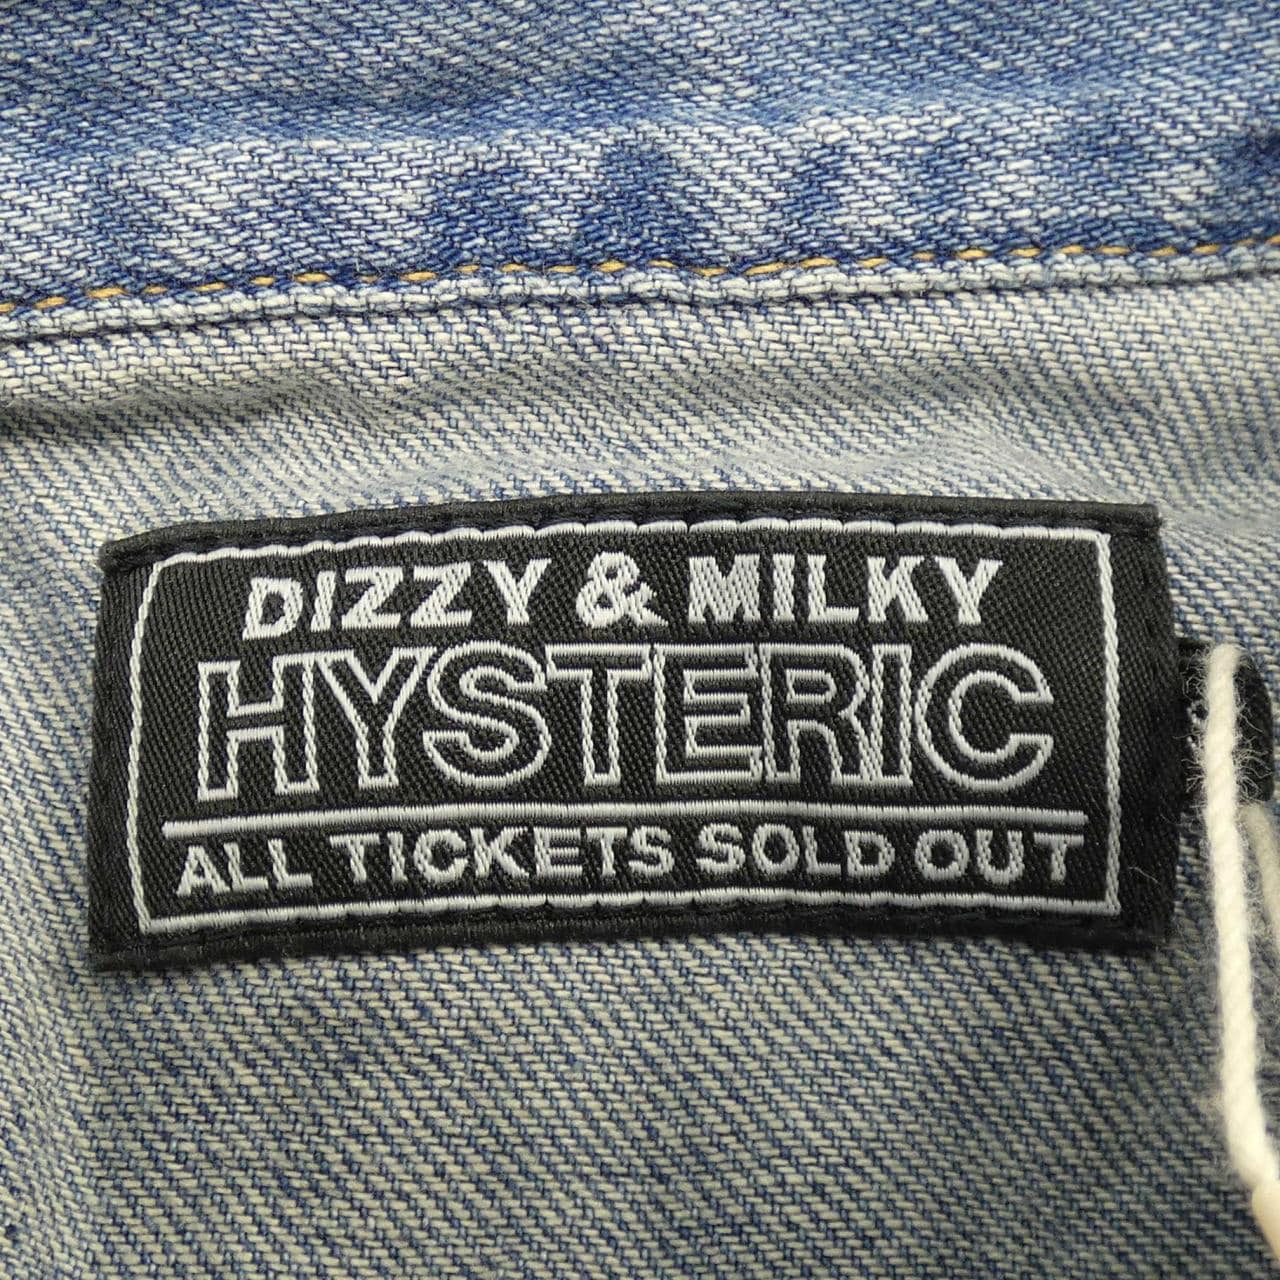 DIZZY & MILKY
HYSTERIC
ALL TICKETS SOLD OUT